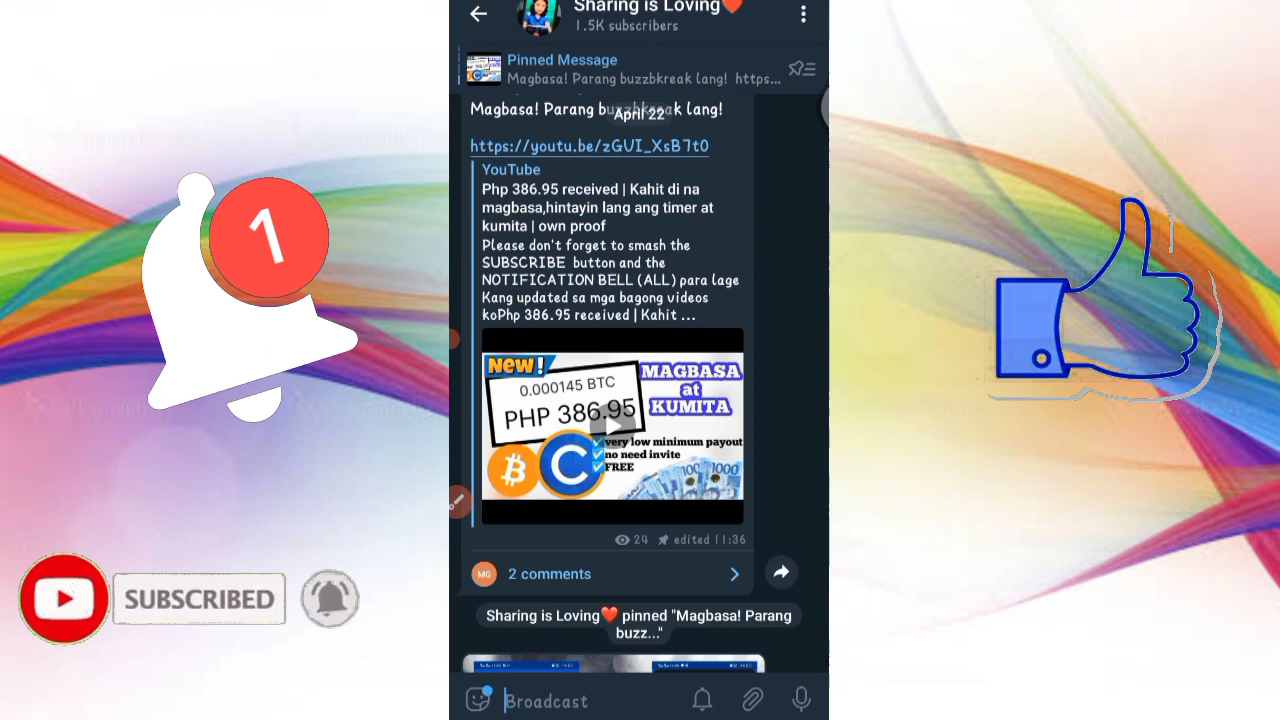 Sharing is Loving❤️
1.5K subscribers
Pinned Message
Magbasa! Parang buzzbkreak lang! https...
Magbasa! Parang buzzbkreak lang!
April 22
https://youtu.be/zGUI_XsB7t0
YouTube
Php 386.95 received | Kahit di na
magbasa,hintayin lang ang timer at
kumita | own proof
Please don't forget to smash the
SUBSCRIBE button and the
NOTIFICATION BELL (ALL) para lage
Kang updated sa mga bagong videos
koPhp 386.95 received | Kahit ...
New!
0.000145 BTC
PHP 386.95
MAGBASA
at
KUMITA
very low minimum payout
no need invite
FREE
100 1000
24 edited 11:36
MG 2 comments
Sharing is Loving❤️ pinned "Magbasa! Parang
buzz..."
Broadcast
1
SUBSCRIBED